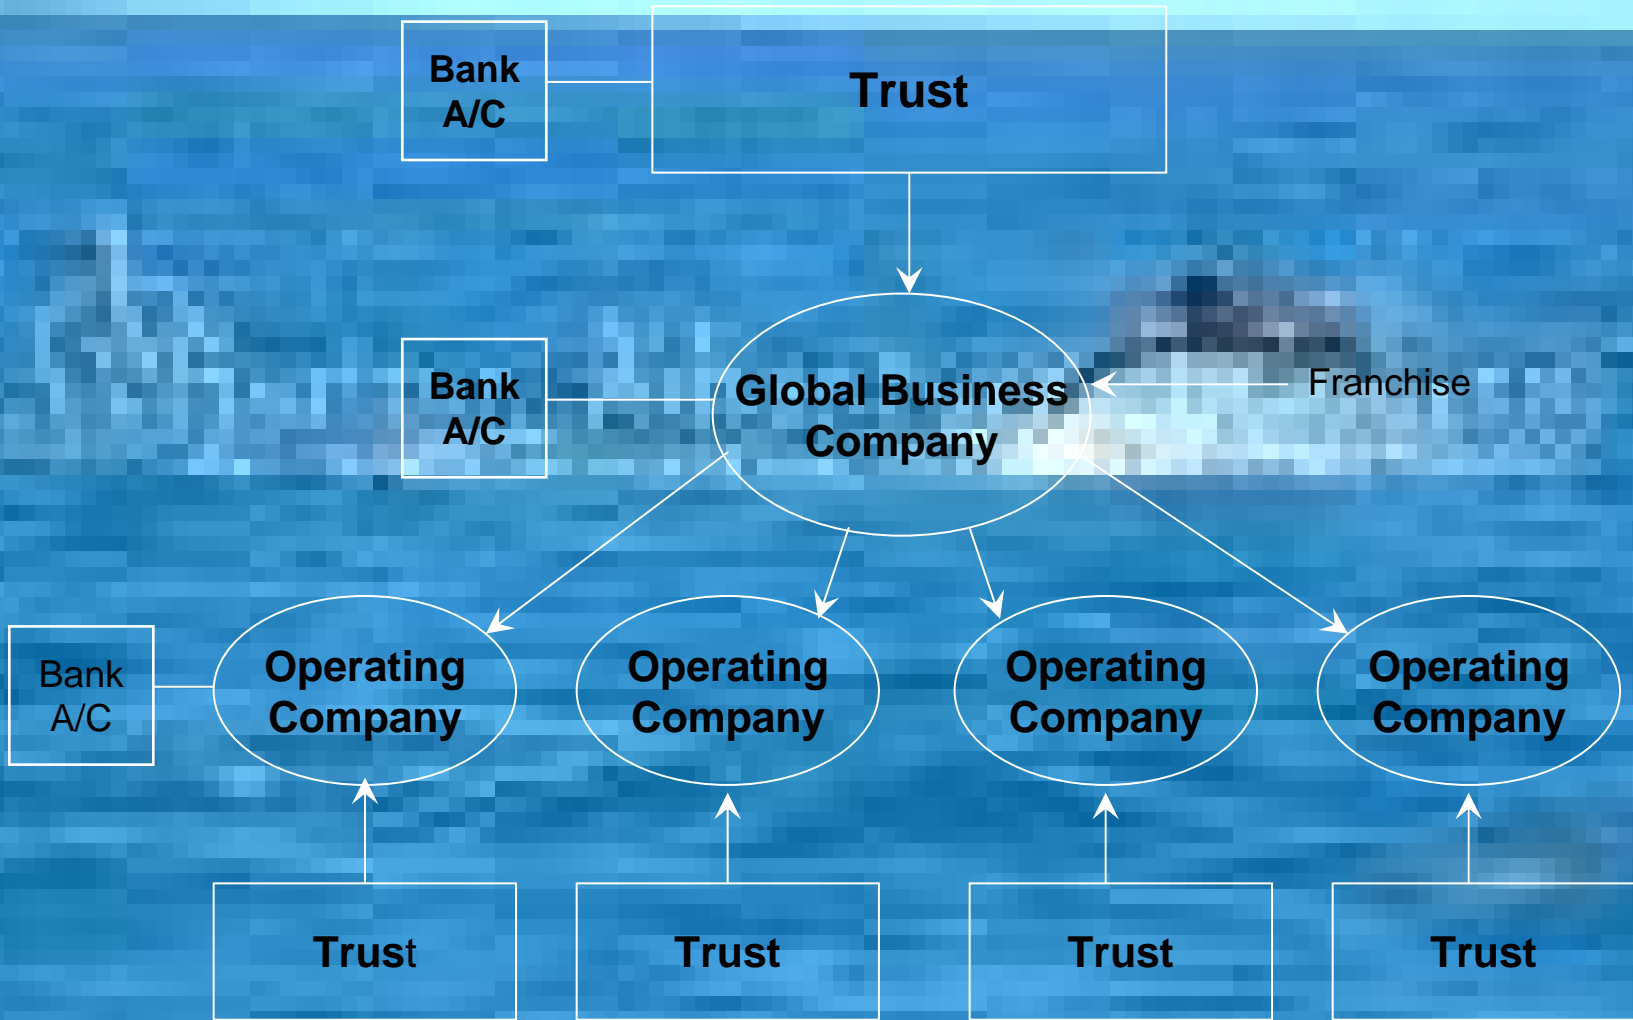 Bank
A/C
Trust
Bank
A/C
Global Business
Company
Franchise
Bank
A/C
Operating
Company
Operating
Company
Operating
Company
Operating
Company
Trust
Trust
Trust
Trust